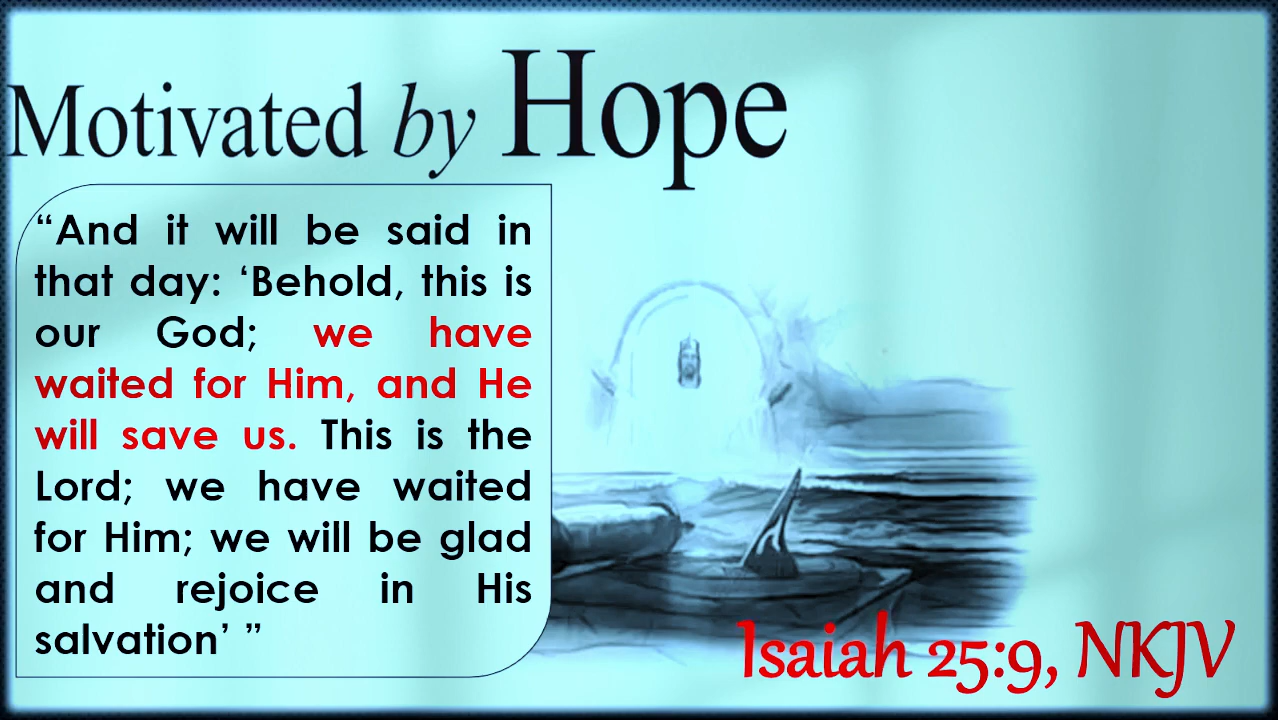 Motivated by Hope
“And it will be said in
that day: ‘Behold, this is
our God; we have
waited for Him, and He
will save us. This is the
Lord; we have waited
for Him; we will be glad
and rejoice in His
salvation’ ”
Isaiah 25:9, NKJV